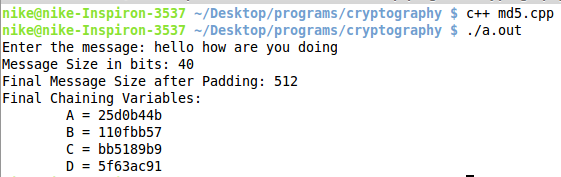 nike@nike-Inspiron-3537 ~/Desktop/programs/cryptography $ c++ md5.cpp
nike@nike-Inspiron-3537 ~/Desktop/programs/cryptography $ ./a.out
Enter the message: hello how are you doing
Message Size in bits: 40
Final Message Size after Padding: 512
Final Chaining Variables:
A = 25d0b44b
B = 110fbb57
C = bb5189b9
D = 5f63ac91